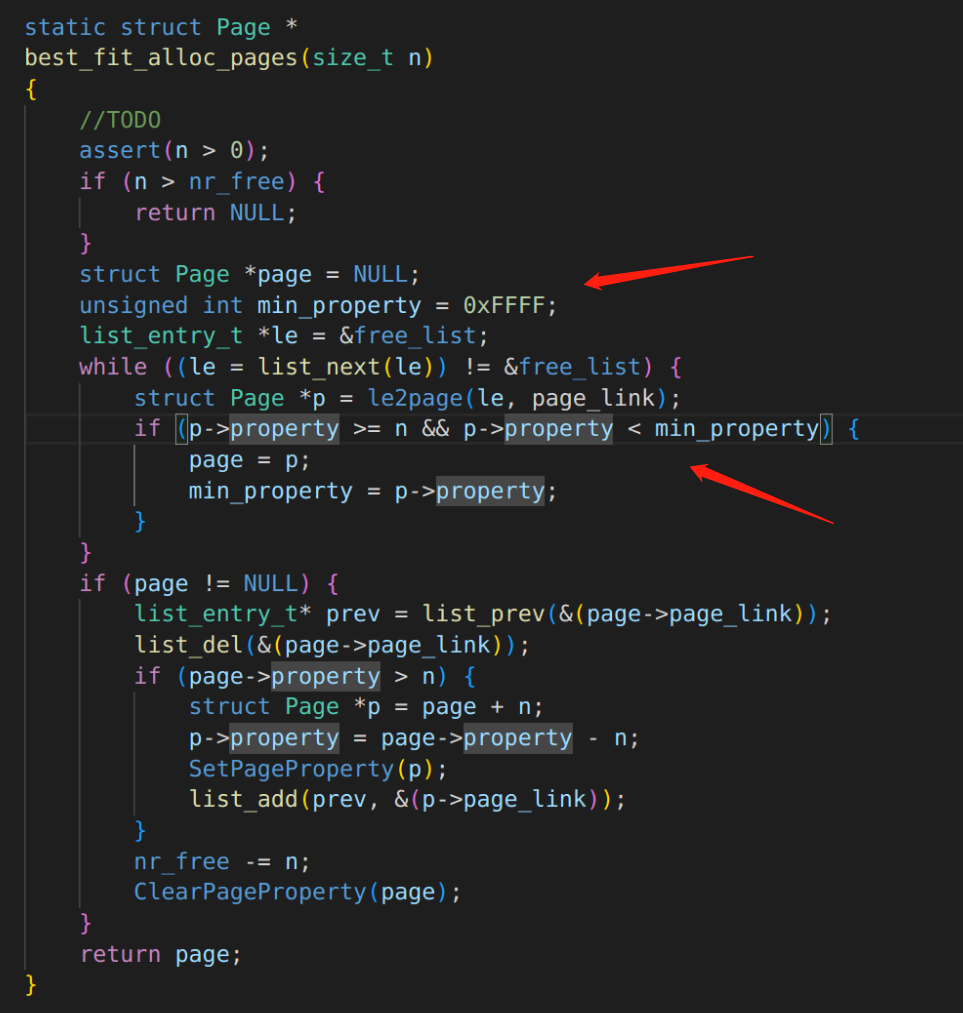 static struct Page *
best_fit_alloc_pages(size_t n)
{
    //TODO
    assert(n > 0);
    if (n > nr_free) {
        return NULL;
    }
    struct Page *page = NULL;
    unsigned int min_property = 0xFFFF;
    list_entry_t *le = &free_list;
    while ((le = list_next(le)) != &free_list) {
        struct Page *p = le2page(le, page_link);
        if (p->property >= n && p->property < min_property) {
            page = p;
            min_property = p->property;
        }
    }
    if (page != NULL) {
        list_entry_t* prev = list_prev(&(page->page_link));
        list_del(&(page->page_link));
        if (page->property > n) {
            struct Page *p = page + n;
            p->property = page->property - n;
            SetPageProperty(p);
            list_add(prev, &(p->page_link));
        }
        nr_free -= n;
        ClearPageProperty(page);
    }
    return page;
}